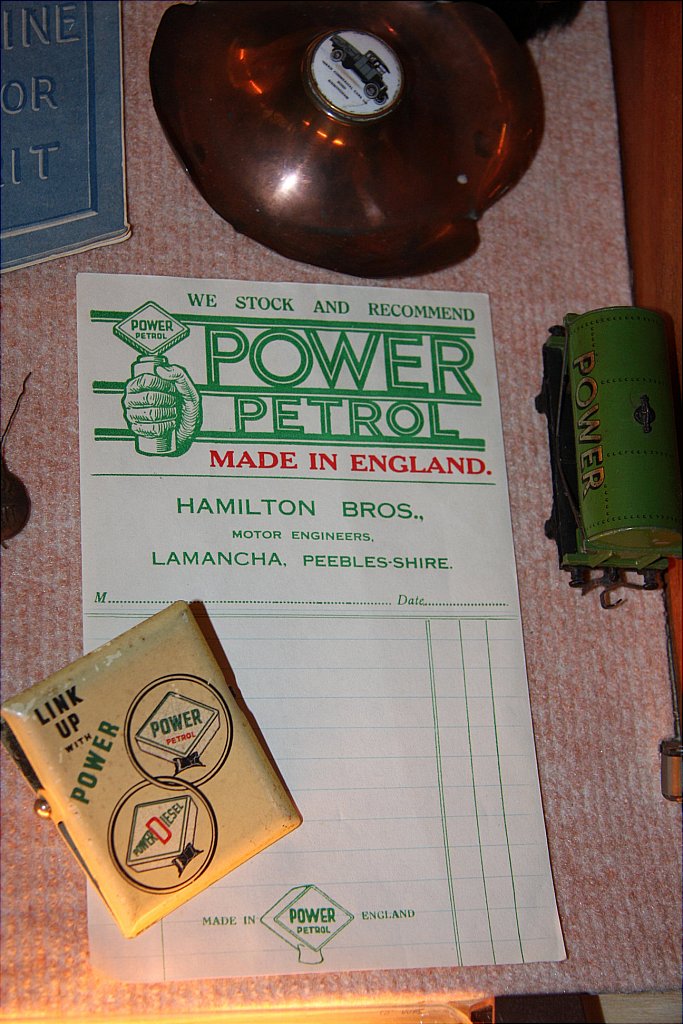 INE
OR
IT
WE STOCK AND RECOMMEND
POWER
PETROL
POWER
PETROL
MADE IN ENGLAND.
HAMILTON BROS.,
MOTOR ENGINEERS,
LAMANCHA, PEEBLES-SHIRE.
M Date
POWER
LINK
UP
WITH
POWER
POWER
PETROL
POWER DIESEL
MADE IN POWER ENGLAND
PETROL